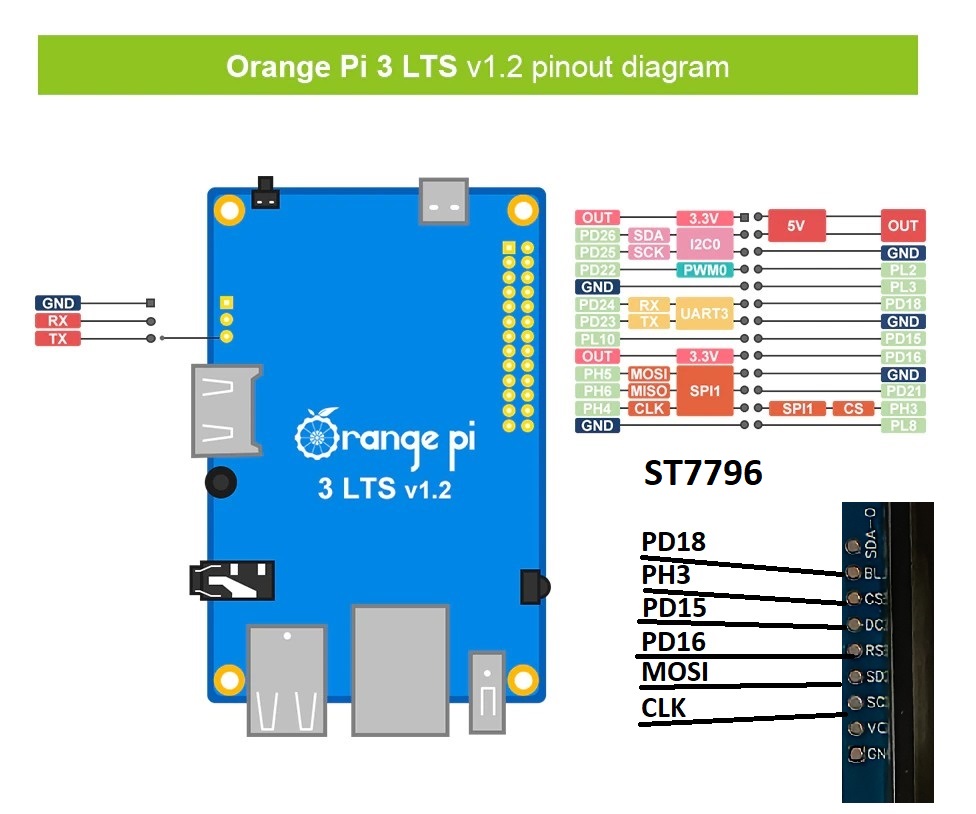 Orange Pi 3 LTS v1.2 pinout diagram
GND
RX
TX
Orange pi
3 LTS v1.2
OUT 3.3V 5V OUT
PD26 SDA I2C0
PD25 SCK GND
PD22 PWM0 PL2
GND PL3
PD24 RX UART3 PD18
PD23 TX GND
PL10 PD15
OUT 3.3V PD16
PH5 MOSI SPI1 GND
PH6 MISO PD21
PH4 CLK SPI1 CS PH3
GND PL8
ST7796
SDA-O
PD18 BL
PH3 CS
PD15 DC
PD16 RS
MOSI SD
CLK SC
VC
GN